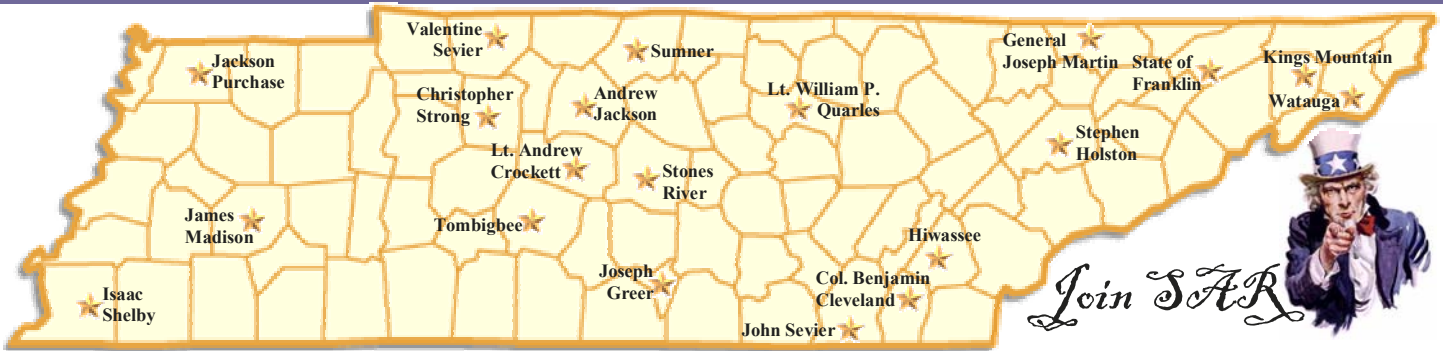 Valentine
Sevier
Sumner
General
Joseph Martin
Jackson
Purchase
State of
Franklin
Kings Mountain
Christopher
Strong
Andrew
Jackson
Lt. William P.
Quarles
Watauga
Stephen
Holston
Lt. Andrew
Crockett
Stones
River
James
Madison
Tombigbee
Hiwassee
Joseph
Greer
Col. Benjamin
Cleveland
Isaac
Shelby
John Sevier
Join SAR